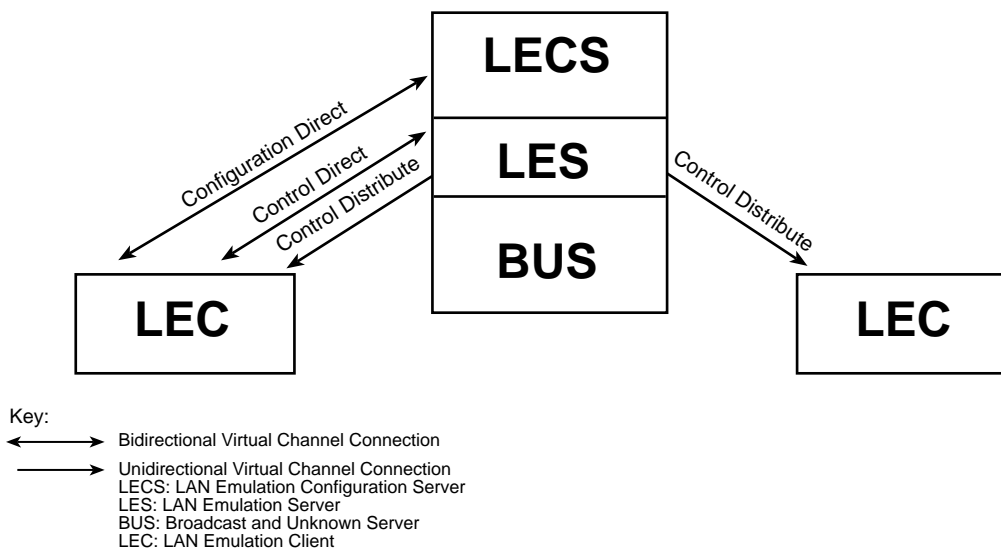 LECS
Configuration Direct
Control Direct
Control Distribute
LES
Control Distribute
BUS
LEC
LEC
Key:
Bidirectional Virtual Channel Connection
Unidirectional Virtual Channel Connection
LECS: LAN Emulation Configuration Server
LES: LAN Emulation Server
BUS: Broadcast and Unknown Server
LEC: LAN Emulation Client